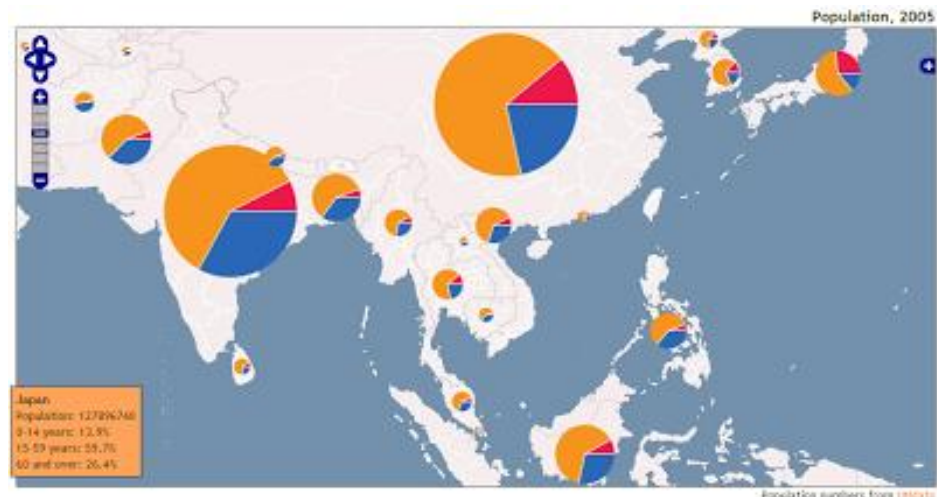 Population, 2005
Japan
Population: 127896740
0-14 years: 13.9%
15-59 years: 59.7%
60 and over: 26.4%
Population numbers from